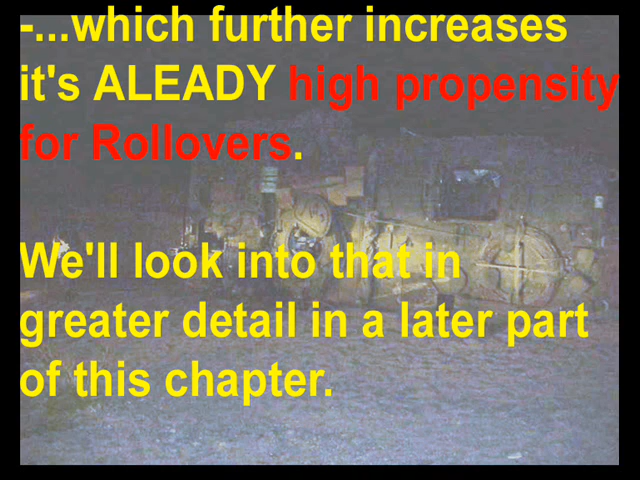 -...which further increases
it's ALEADY high propensity
for Rollovers.
We'll look into that in
greater detail in a later part
of this chapter.